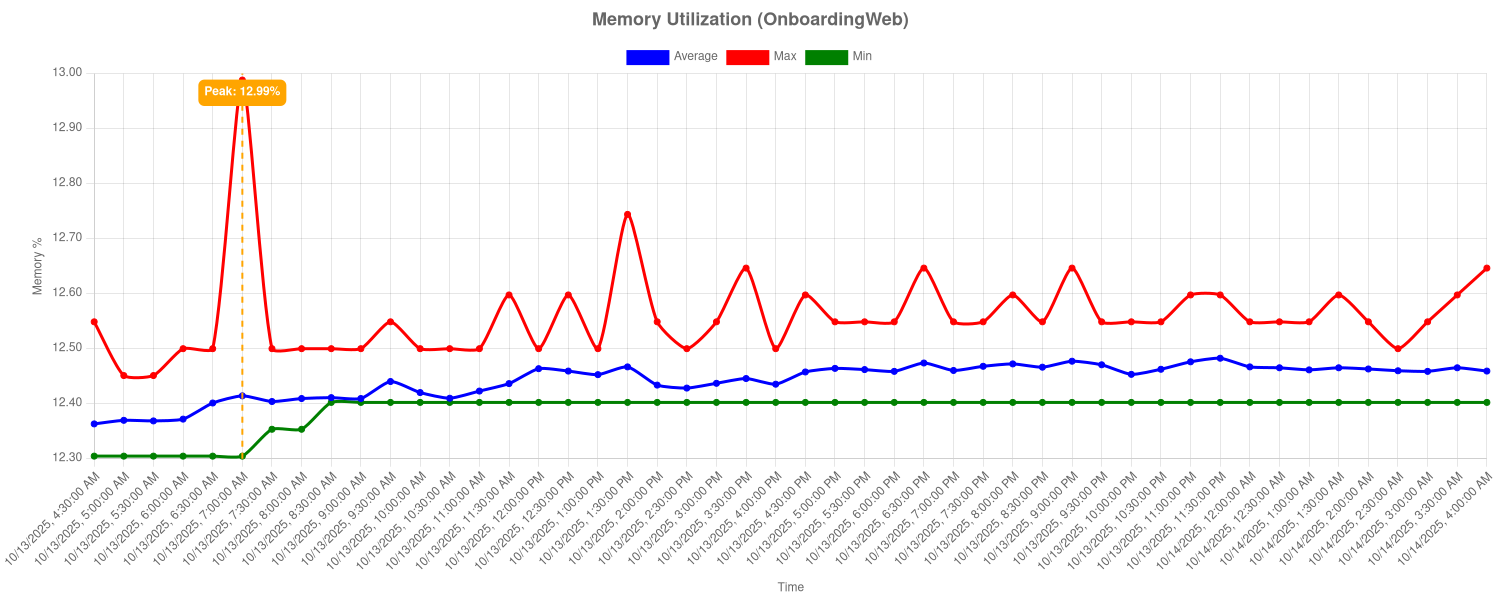 Memory Utilization (OnboardingWeb)
Average Max Min
13.00
Peak: 12.99%
12.90
12.80
12.70
12.60
12.50
12.40
12.30
Memory %
10/13/2025, 4:30:00 AM
10/13/2025, 5:00:00 AM
10/13/2025, 5:30:00 AM
10/13/2025, 6:00:00 AM
10/13/2025, 6:30:00 AM
10/13/2025, 7:00:00 AM
10/13/2025, 7:30:00 AM
10/13/2025, 8:00:00 AM
10/13/2025, 8:30:00 AM
10/13/2025, 9:00:00 AM
10/13/2025, 9:30:00 AM
10/13/2025, 10:00:00 AM
10/13/2025, 10:30:00 AM
10/13/2025, 11:00:00 AM
10/13/2025, 11:30:00 AM
10/13/2025, 12:00:00 PM
10/13/2025, 12:30:00 PM
10/13/2025, 1:00:00 PM
10/13/2025, 1:30:00 PM
10/13/2025, 2:00:00 PM
10/13/2025, 2:30:00 PM
10/13/2025, 3:00:00 PM
10/13/2025, 3:30:00 PM
10/13/2025, 4:00:00 PM
10/13/2025, 4:30:00 PM
10/13/2025, 5:00:00 PM
10/13/2025, 5:30:00 PM
10/13/2025, 6:00:00 PM
10/13/2025, 6:30:00 PM
10/13/2025, 7:00:00 PM
10/13/2025, 7:30:00 PM
10/13/2025, 8:00:00 PM
10/13/2025, 8:30:00 PM
10/13/2025, 9:00:00 PM
10/13/2025, 9:30:00 PM
10/13/2025, 10:00:00 PM
10/13/2025, 10:30:00 PM
10/13/2025, 11:00:00 PM
10/13/2025, 11:30:00 PM
10/14/2025, 12:00:00 AM
10/14/2025, 12:30:00 AM
10/14/2025, 1:00:00 AM
10/14/2025, 1:30:00 AM
10/14/2025, 2:00:00 AM
10/14/2025, 2:30:00 AM
10/14/2025, 3:00:00 AM
10/14/2025, 3:30:00 AM
10/14/2025, 4:00:00 AM
Time